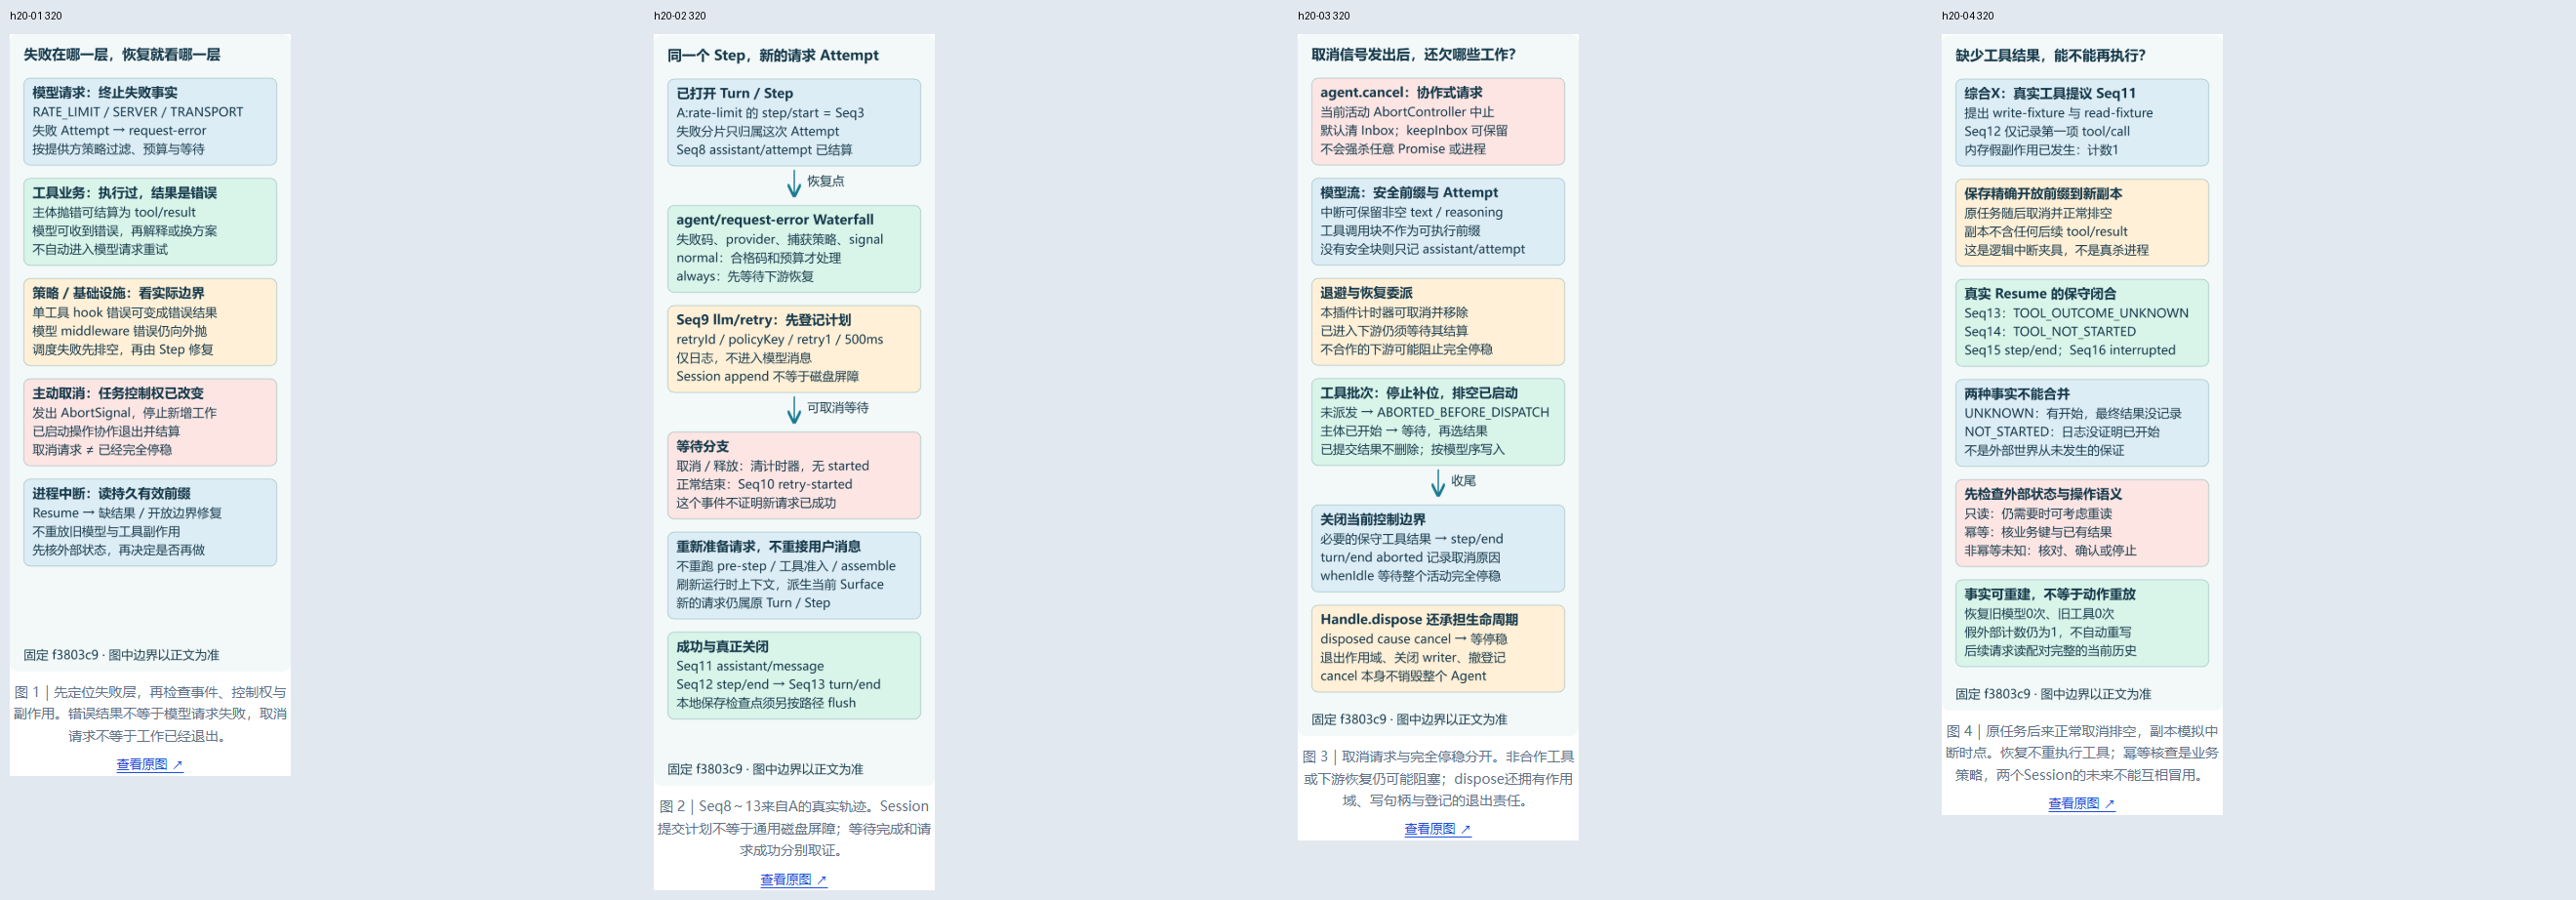 h20-01 320
失败在哪一层，恢复就看哪一层
模型请求：终止失败事实
RATE_LIMIT / SERVER / TRANSPORT
失败 Attempt → request-error
按提供方策略过滤、预算与等待
工具业务：执行过，结果是错误
主体抛错可结算为 tool/result
模型可收到错误，再解释或换方案
不自动进入模型请求重试
策略 / 基础设施：看实际边界
单工具 hook 错误可变成错误结果
模型 middleware 错误仍向外抛
调度失败先排空，再由 Step 修复
主动取消：任务控制权已改变
发出 AbortSignal，停止新增工作
已启动操作协作退出并结算
取消请求 ≠ 已经完全停稳
进程中断：读持久有效前缀
Resume → 缺结果 / 开放边界修复
不重放旧模型与工具副作用
先核外部状态，再决定是否再做
固定 f3803c9 · 图中边界以正文为准
图 1｜先定位失败层，再检查事件、控制权与
副作用。错误结果不等于模型请求失败，取消
请求不等于工作已经退出。
查看原图 ↗
h20-02 320
同一个 Step，新的请求 Attempt
已打开 Turn / Step
A:rate-limit 的 step/start = Seq3
失败分片只归属这次 Attempt
Seq8 assistant/attempt 已结算
恢复点
agent/request-error Waterfall
失败码、provider、捕获策略、signal
normal：合格码和预算才处理
always：先等待下游恢复
Seq9 llm/retry：先登记计划
retryId / policyKey / retry1 / 500ms
仅日志，不进入模型消息
Session append 不等于磁盘屏障
可取消等待
等待分支
取消 / 释放：清计时器，无 started
正常结束：Seq10 retry-started
这个事件不证明新请求已成功
重新准备请求，不重接用户消息
不重跑 pre-step / 工具准入 / assemble
刷新运行时上下文，派生当前 Surface
新的请求仍属原 Turn / Step
成功与真正关闭
Seq11 assistant/message
Seq12 step/end → Seq13 turn/end
本地保存检查点须另按路径 flush
固定 f3803c9 · 图中边界以正文为准
图 2｜Seq8～13来自A的真实轨迹。Session
提交计划不等于通用磁盘屏障；等待完成和请
求成功分别取证。
查看原图 ↗
h20-03 320
取消信号发出后，还欠哪些工作？
agent.cancel：协作式请求
当前活动 AbortController 中止
默认清 Inbox；keepInbox 可保留
不会强杀任意 Promise 或进程
模型流：安全前缀与 Attempt
中断可保留非空 text / reasoning
工具调用块不作为可执行前缀
没有安全块则只记 assistant/attempt
退避与恢复委派
本插件计时器可取消并移除
已进入下游仍须等待其结算
不合作的下游可能阻止完全停稳
工具批次：停止补位，排空已启动
未派发 → ABORTED_BEFORE_DISPATCH
主体已开始 → 等待，再选结果
已提交结果不删除；按模型序写入
收尾
关闭当前控制边界
必要的保守工具结果 → step/end
turn/end aborted 记录取消原因
whenIdle 等待整个活动完全停稳
Handle.dispose 还承担生命周期
disposed cause cancel → 等停稳
退出作用域、关闭 writer、撤登记
cancel 本身不销毁整个 Agent
固定 f3803c9 · 图中边界以正文为准
图 3｜取消请求与完全停稳分开。非合作工具
或下游恢复仍可能阻塞；dispose还拥有作用
域、写句柄与登记的退出责任。
查看原图 ↗
h20-04 320
缺少工具结果，能不能再执行？
综合X：真实工具提议 Seq11
提出 write-fixture 与 read-fixture
Seq12 仅记录第一项 tool/call
内存假副作用已发生：计数1
保存精确开放前缀到新副本
原任务随后取消并正常排空
副本不含任何后续 tool/result
这是逻辑中断夹具，不是真杀进程
真实 Resume 的保守闭合
Seq13：TOOL_OUTCOME_UNKNOWN
Seq14：TOOL_NOT_STARTED
Seq15 step/end；Seq16 interrupted
两种事实不能合并
UNKNOWN：有开始，最终结果没记录
NOT_STARTED：日志没证明已开始
不是外部世界从未发生的保证
先检查外部状态与操作语义
只读：仍需要时可考虑重读
幂等：核业务键与已有结果
非幂等未知：核对、确认或停止
事实可重建，不等于动作重放
恢复旧模型0次、旧工具0次
假外部计数仍为1，不自动重写
后续请求读配对完整的当前历史
固定 f3803c9 · 图中边界以正文为准
图 4｜原任务后来正常取消排空，副本模拟中
断时点。恢复不重执行工具；幂等核查是业务
策略，两个Session的未来不能互相冒用。
查看原图 ↗